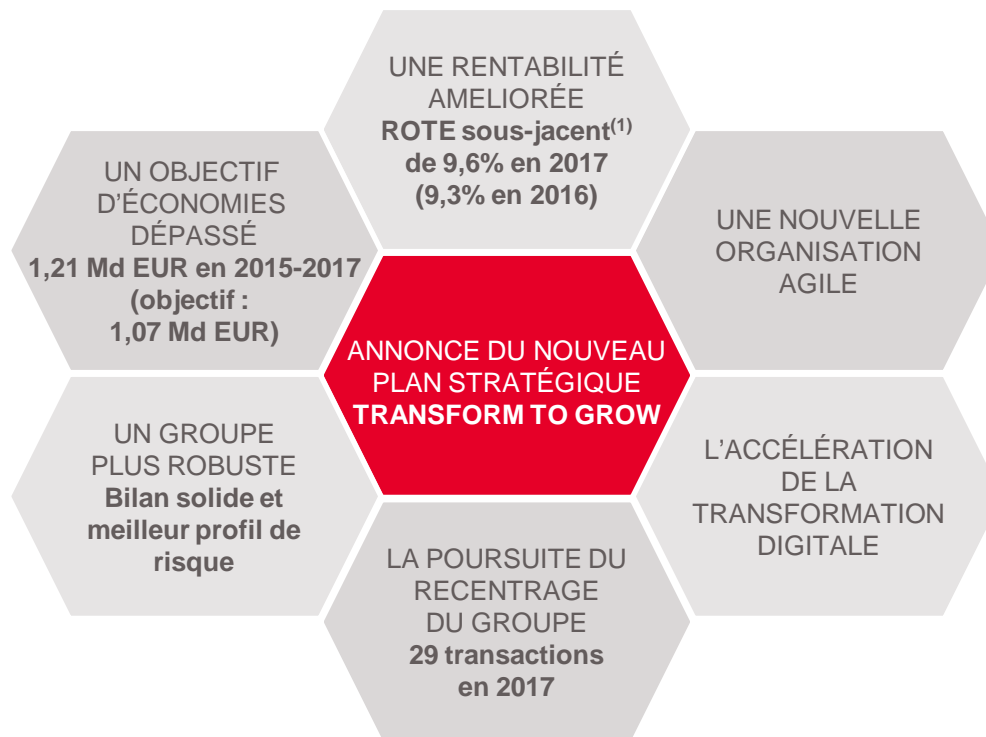 UNE RENTABILITÉ
AMELIORÉE
ROTE sous-jacent(1)
de 9,6% en 2017
(9,3% en 2016)
UN OBJECTIF
D'ÉCONOMIES
DÉPASSÉ
1,21 Md EUR en 2015-2017
(objectif :
1,07 Md EUR)
UNE NOUVELLE
ORGANISATION
AGILE
ANNONCE DU NOUVEAU
PLAN STRATÉGIQUE
TRANSFORM TO GROW
UN GROUPE
PLUS ROBUSTE
Bilan solide et
meilleur profil de
risque
L'ACCÉLÉRATION
DE LA
TRANSFORMATION
DIGITALE
LA POURSUITE DU
RECENTRAGE
DU GROUPE
29 transactions
en 2017